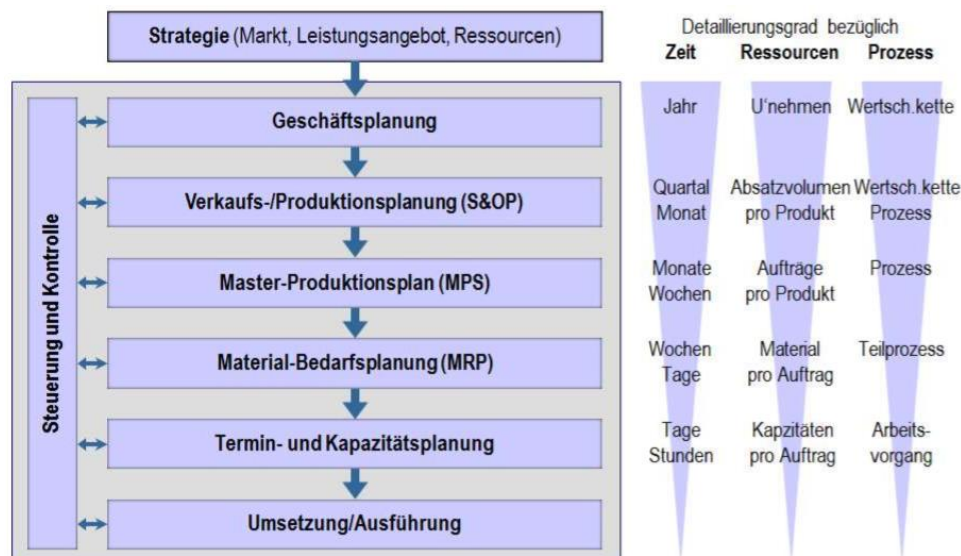 Strategie (Markt, Leistungsangebot, Ressourcen)
Steuerung und Kontrolle
Geschäftsplanung
Verkaufs-/Produktionsplanung (S&OP)
Master-Produktionsplan (MPS)
Material-Bedarfsplanung (MRP)
Termin- und Kapazitätsplanung
Umsetzung/Ausführung
Detaillierungsgrad bezüglich
Zeit Ressourcen Prozess
Jahr U'nehmen Wertsch.kette
Quartal Absatzvolumen Wertsch.kette
Monat pro Produkt Prozess
Monate Aufträge Prozess
Wochen pro Produkt
Wochen Material Teilprozess
Tage pro Auftrag
Tage Kapzitäten Arbeits-
Stunden pro Auftrag vorgang